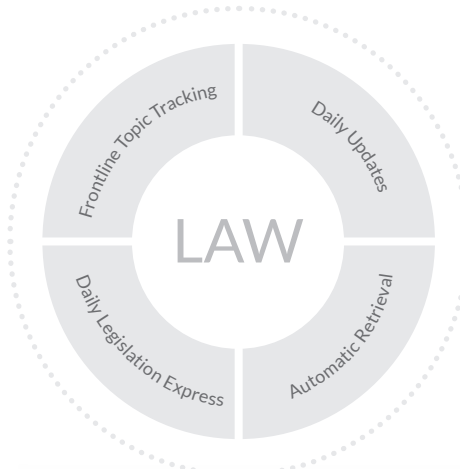 Frontline Topic Tracking
Daily Updates
LAW
Daily Legislation Express
Automatic Retrieval